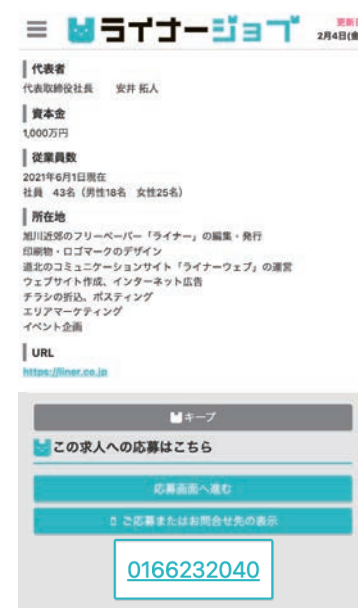 ライナージョブ
更新日
2月4日(金
代表者
代表取締役社長 安井 拓人
資本金
1,000万円
従業員数
2021年6月1日現在
社員 43名（男性18名 女性25名）
所在地
旭川近郊のフリーペーパー「ライナー」の編集・発行
印刷物・ロゴマークのデザイン
道北のコミュニケーションサイト「ライナーウェブ」の運営
ウェブサイト作成、インターネット広告
チラシの折込、ポスティング
エリアマーケティング
イベント企画
URL
https://liner.co.jp
キープ
この求人への応募はこちら
応募画面へ進む
ご応募またはお問合せ先の表示
0166232040